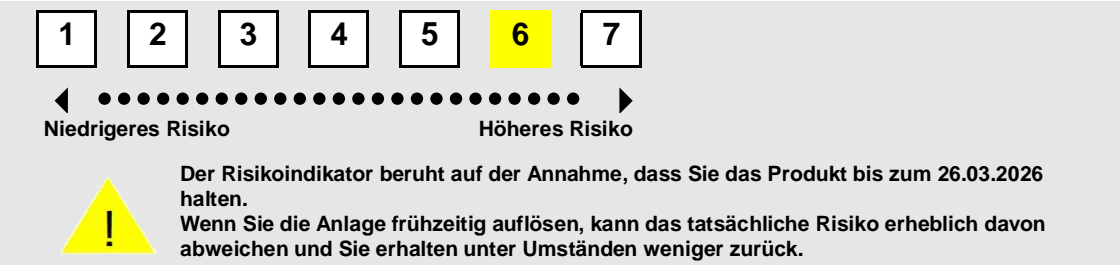 1 2 3 4 5 6 7
Niedrigeres Risiko Höheres Risiko
Der Risikoindikator beruht auf der Annahme, dass Sie das Produkt bis zum 26.03.2026
halten.
Wenn Sie die Anlage frühzeitig auflösen, kann das tatsächliche Risiko erheblich davon
abweichen und Sie erhalten unter Umständen weniger zurück.
!